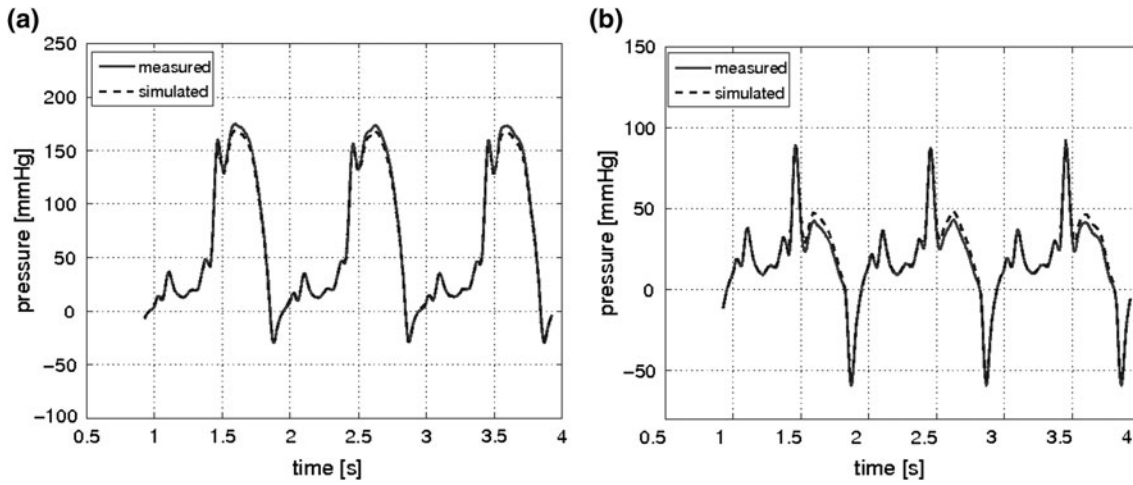 (a)
250
200
150
100
50
0
−50
−100
pressure [mmHg]
measured
simulated
0.5 1 1.5 2 2.5 3 3.5 4
time [s]
(b)
150
100
50
0
−50
pressure [mmHg]
measured
simulated
0.5 1 1.5 2 2.5 3 3.5 4
time [s]